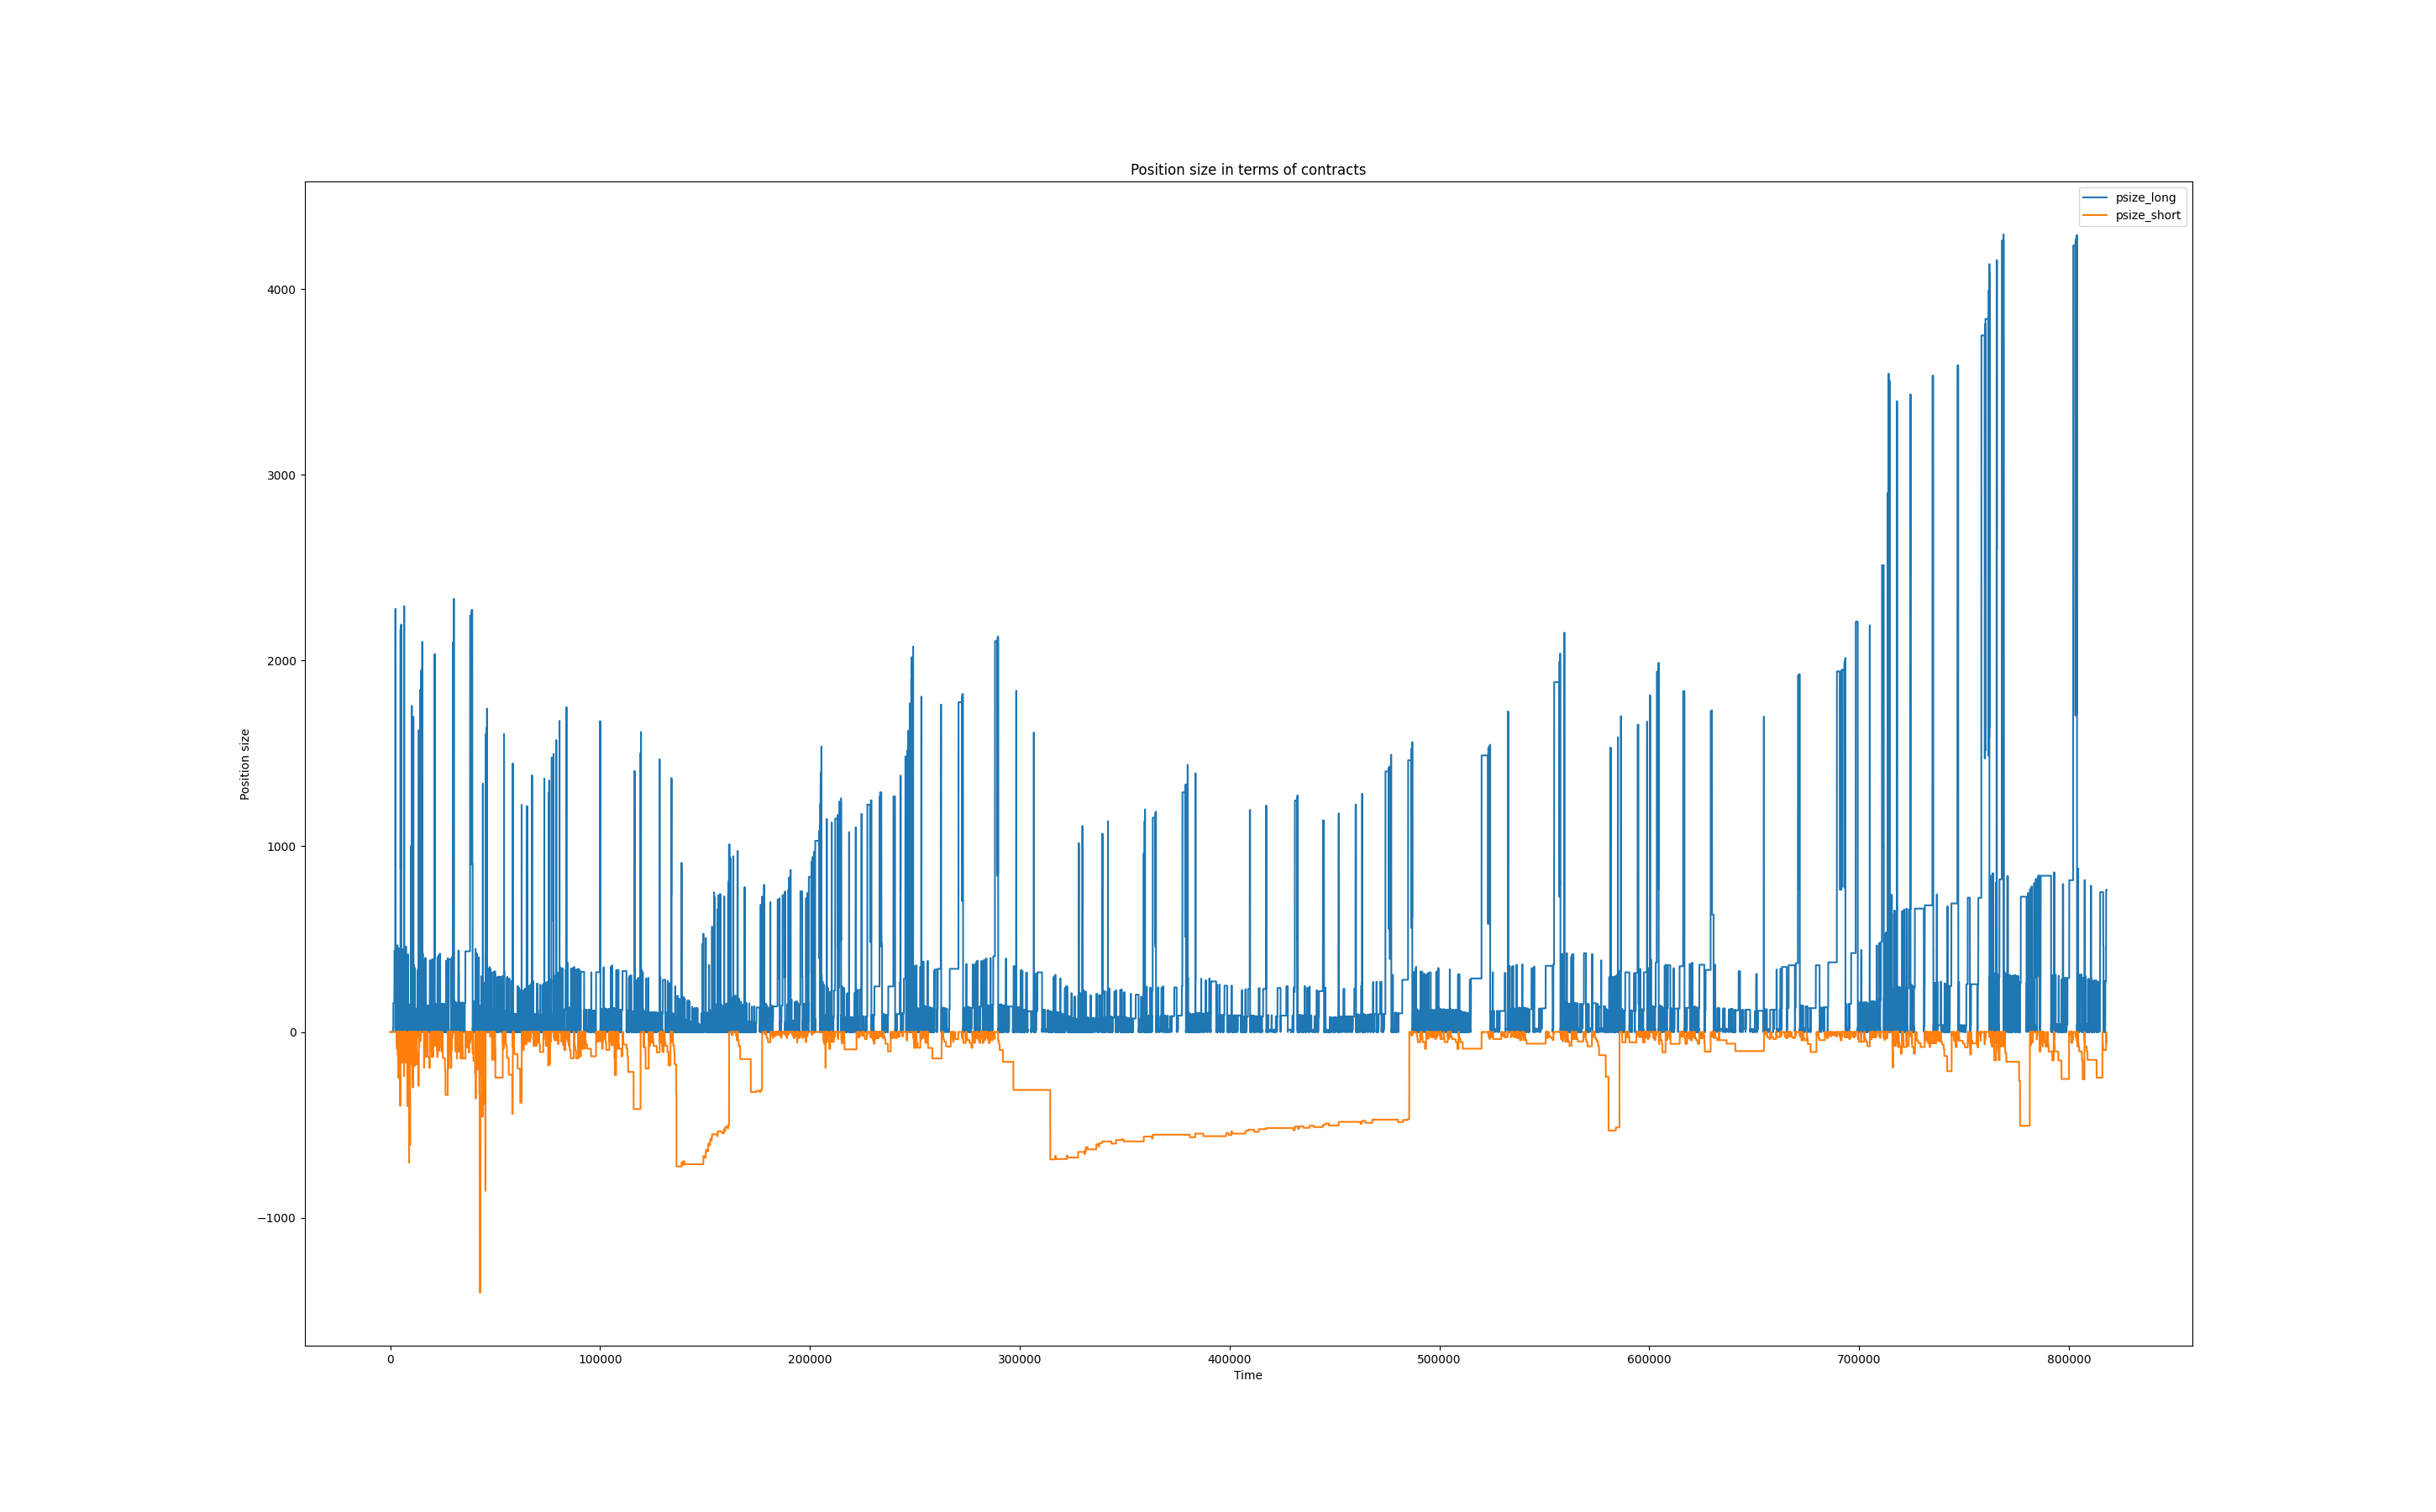 Position size in terms of contracts
psize_long
psize_short
Position size
4000
3000
2000
1000
0
−1000
0 100000 200000 300000 400000 500000 600000 700000 800000
Time